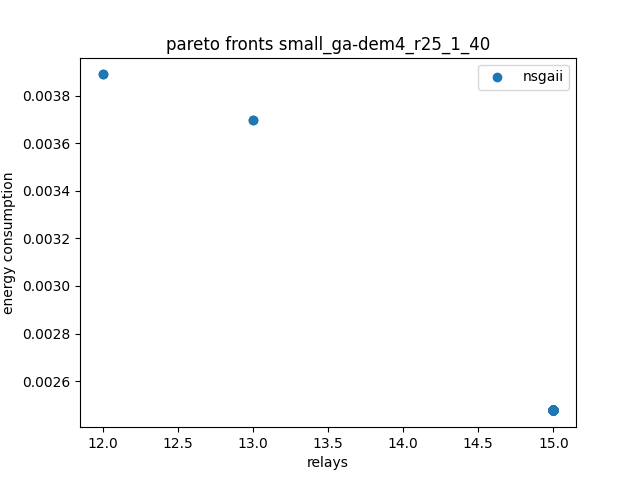 pareto fronts small_ga-dem4_r25_1_40
nsgaii
0.0038
0.0036
0.0034
0.0032
0.0030
0.0028
0.0026
energy consumption
12.0 12.5 13.0 13.5 14.0 14.5 15.0
relays